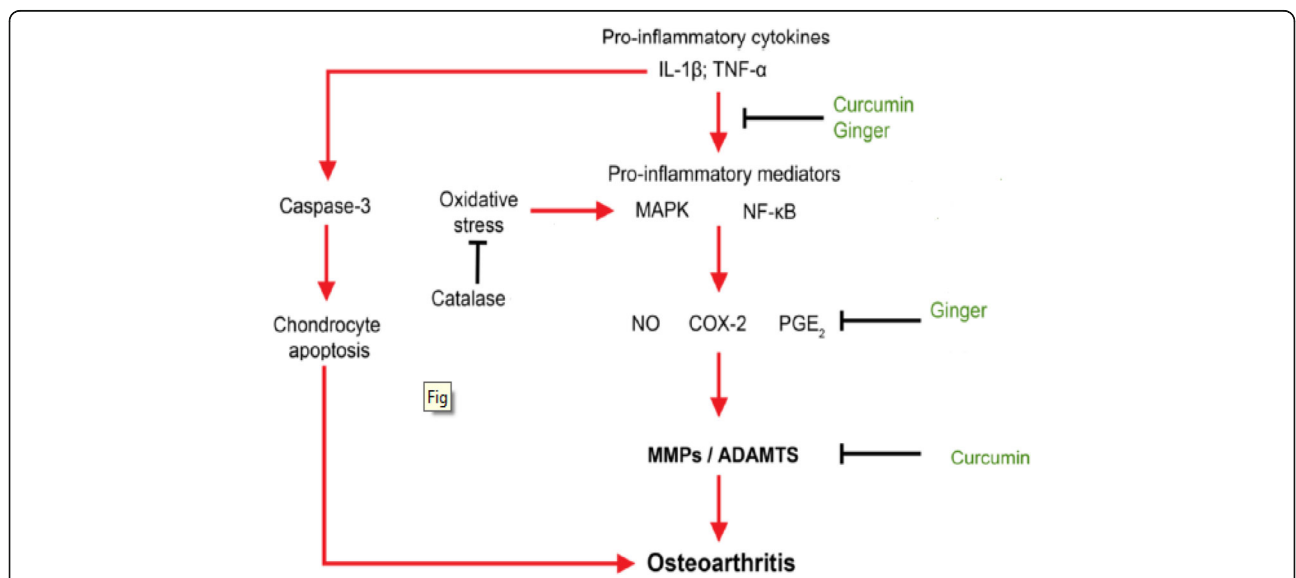 Pro-inflammatory cytokines
IL-1β; TNF-α
Curcumin
Ginger
Pro-inflammatory mediators
MAPK NF-κB
Oxidative
stress
Caspase-3
Catalase
Chondrocyte
apoptosis
NO COX-2 PGE₂
Ginger
Fig
MMPs / ADAMTS
Curcumin
Osteoarthritis